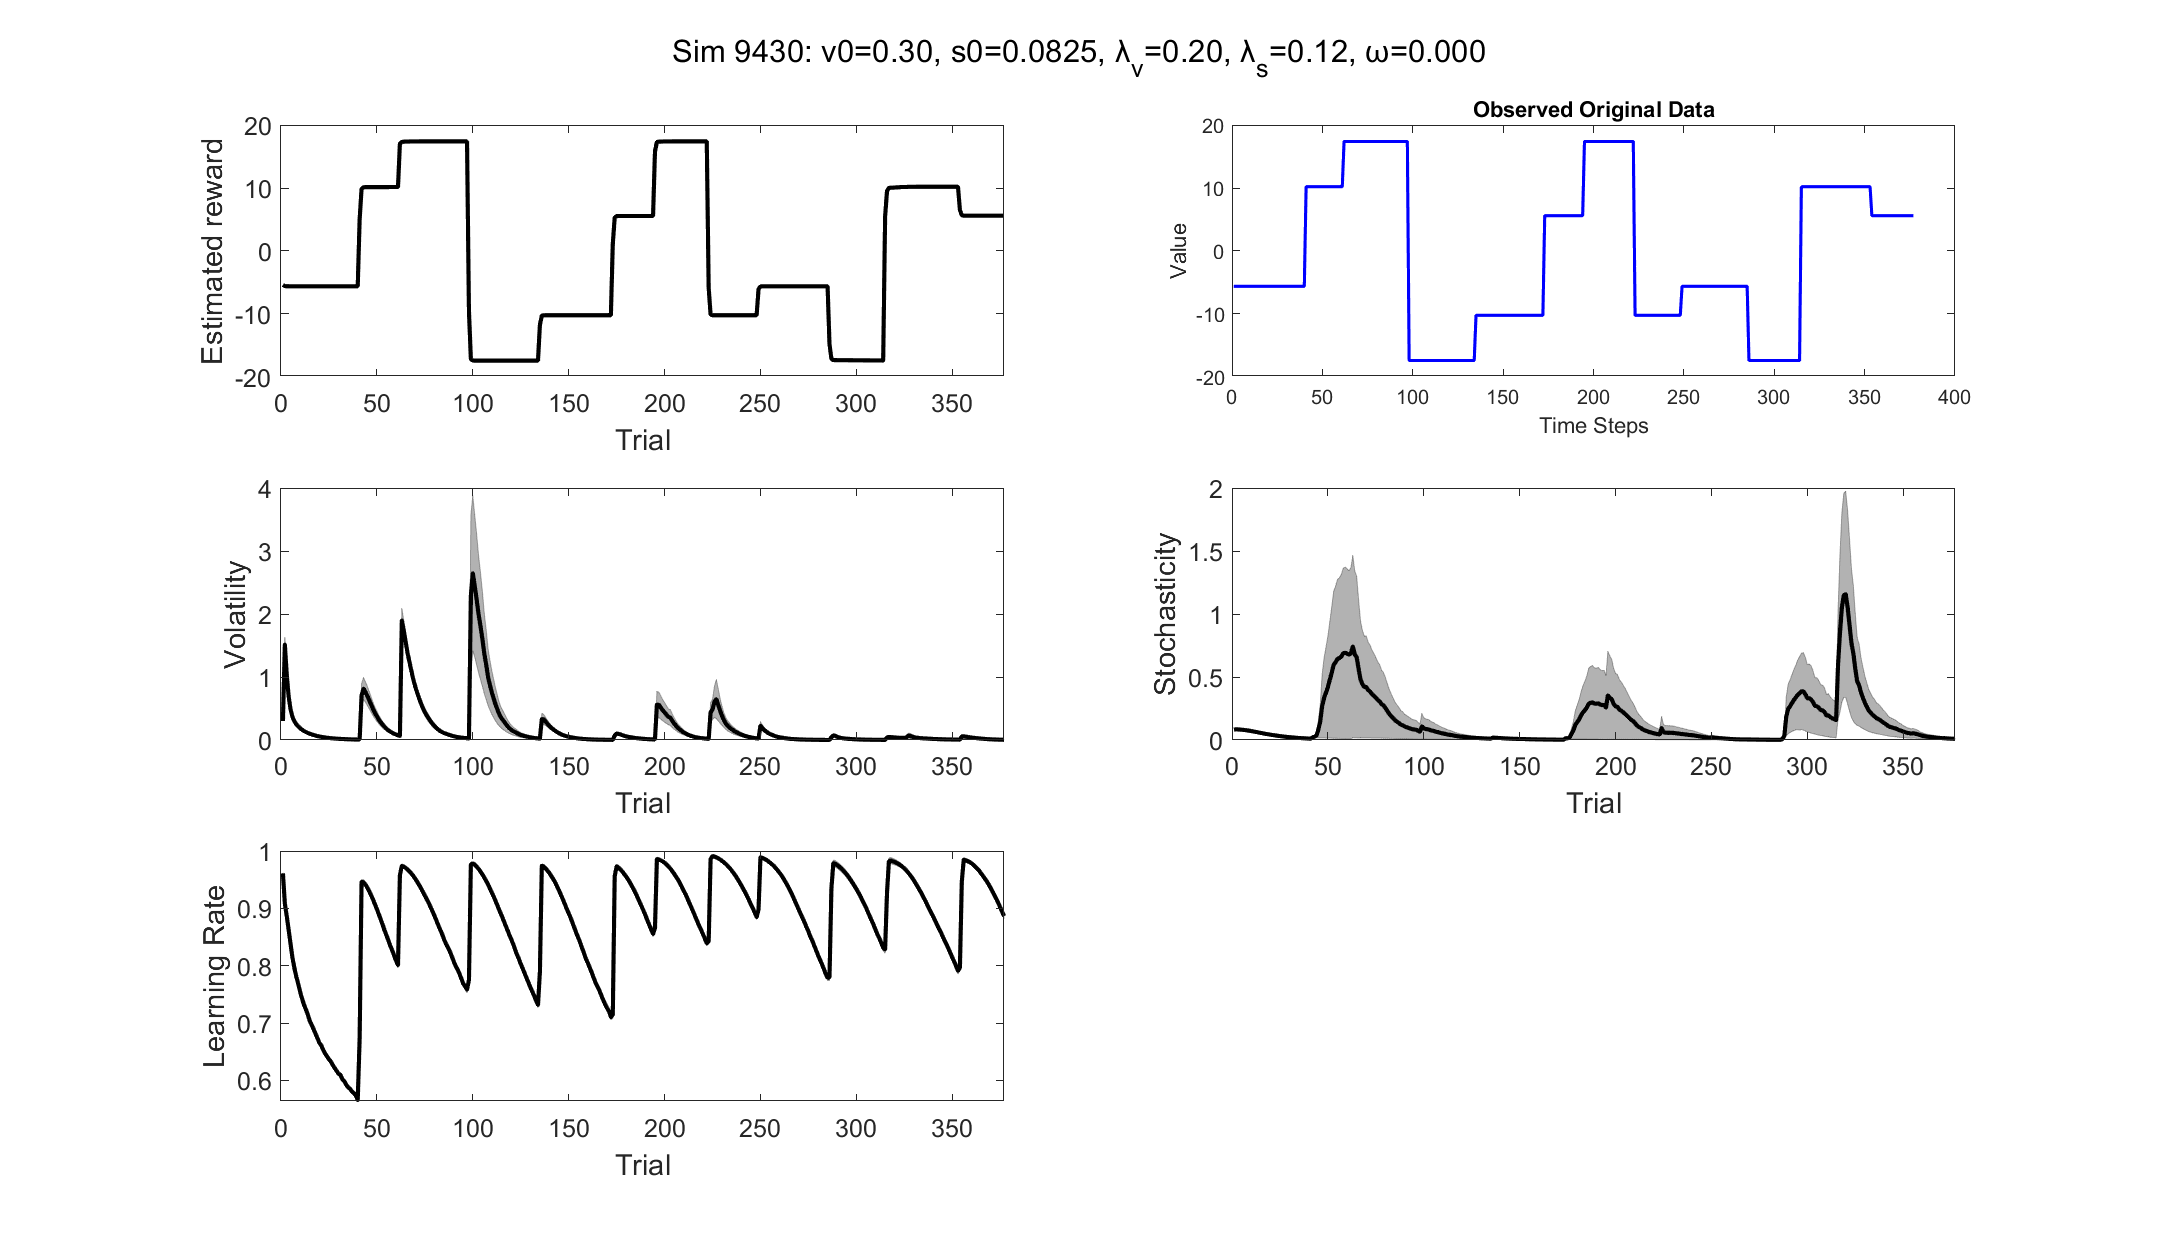 Sim 9430: v0=0.30, s0=0.0825, λv=0.20, λs=0.12, ω=0.000
Estimated reward
20
10
0
-10
-20
0 50 100 150 200 250 300 350
Trial
Observed Original Data
Value
20
10
0
-10
-20
0 50 100 150 200 250 300 350 400
Time Steps
Volatility
4
3
2
1
0
0 50 100 150 200 250 300 350
Trial
Stochasticity
2
1.5
1
0.5
0
0 50 100 150 200 250 300 350
Trial
Learning Rate
1
0.9
0.8
0.7
0.6
0 50 100 150 200 250 300 350
Trial